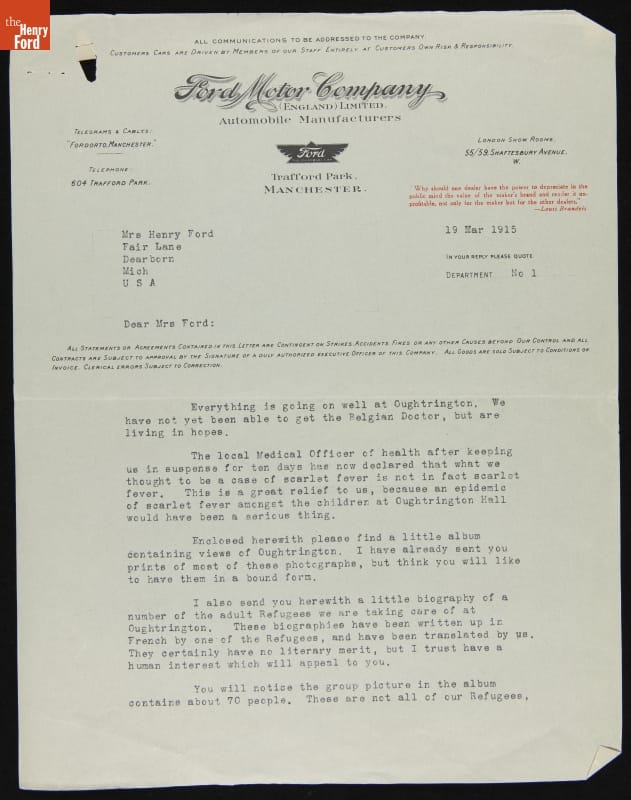 the
Henry
Ford
ALL COMMUNICATIONS TO BE ADDRESSED TO THE COMPANY
CUSTOMERS CARS ARE DRIVEN BY MEMBERS OF OUR STAFF ENTIRELY AT CUSTOMERS OWN RISK & RESPONSIBILITY.
Ford Motor Company
(ENGLAND) LIMITED.
Automobile Manufacturers
TELEGRAMS & CABLES:
"FORDORTO, MANCHESTER."
TELEPHONE:
604 TRAFFORD PARK.
Ford
Trafford Park,
MANCHESTER.
LONDON SHOW ROOMS,
55/59, SHAFTESBURY AVENUE,
W.
"Why should one dealer have the power to depreciate in the
public mind the value of the maker's brand and render it un-
profitable, not only for the maker but for the other dealers."
—Louis Brandeis
19 Mar 1915
IN YOUR REPLY PLEASE QUOTE
DEPARTMENT No 1
Mrs Henry Ford
Fair Lane
Dearborn
Mich
U S A
Dear Mrs Ford:
ALL STATEMENTS OR AGREEMENTS CONTAINED IN THIS LETTER ARE CONTINGENT ON STRIKES, ACCIDENTS, FIRES OR ANY OTHER CAUSES BEYOND OUR CONTROL AND ALL
CONTRACTS ARE SUBJECT TO APPROVAL BY THE SIGNATURE OF A DULY AUTHORIZED EXECUTIVE OFFICER OF THIS COMPANY. ALL GOODS ARE SOLD SUBJECT TO CONDITIONS OF
INVOICE. CLERICAL ERRORS SUBJECT TO CORRECTION.
Everything is going on well at Oughtrington. We
have not yet been able to get the Belgian Doctor, but are
living in hopes.
The local Medical Officer of health after keeping
us in suspense for ten days has now declared that what we
thought to be a case of scarlet fever is not in fact scarlet
fever. This is a great relief to us, because an epidemic
of scarlet fever amongst the children at Oughtrington Hall
would have been a serious thing.
Enclosed herewith please find a little album
containing views of Oughtrington. I have already sent you
prints of most of these photographs, but think you will like
to have them in a bound form.
I also send you herewith a little biography of a
number of the adult Refugees we are taking care of at
Oughtrington. These biographies have been written up in
French by one of the Refugees, and have been translated by us.
They certainly have no literary merit, but I trust have a
human interest which will appeal to you.
You will notice the group picture in the album
contains about 70 people. These are not all of our Refugees,